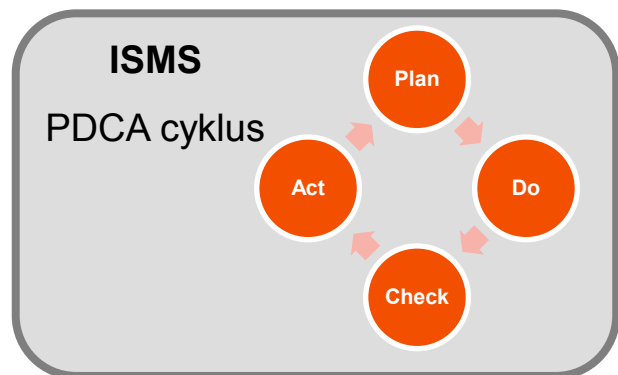 ISMS
PDCA cyklus
Plan
Do
Check
Act